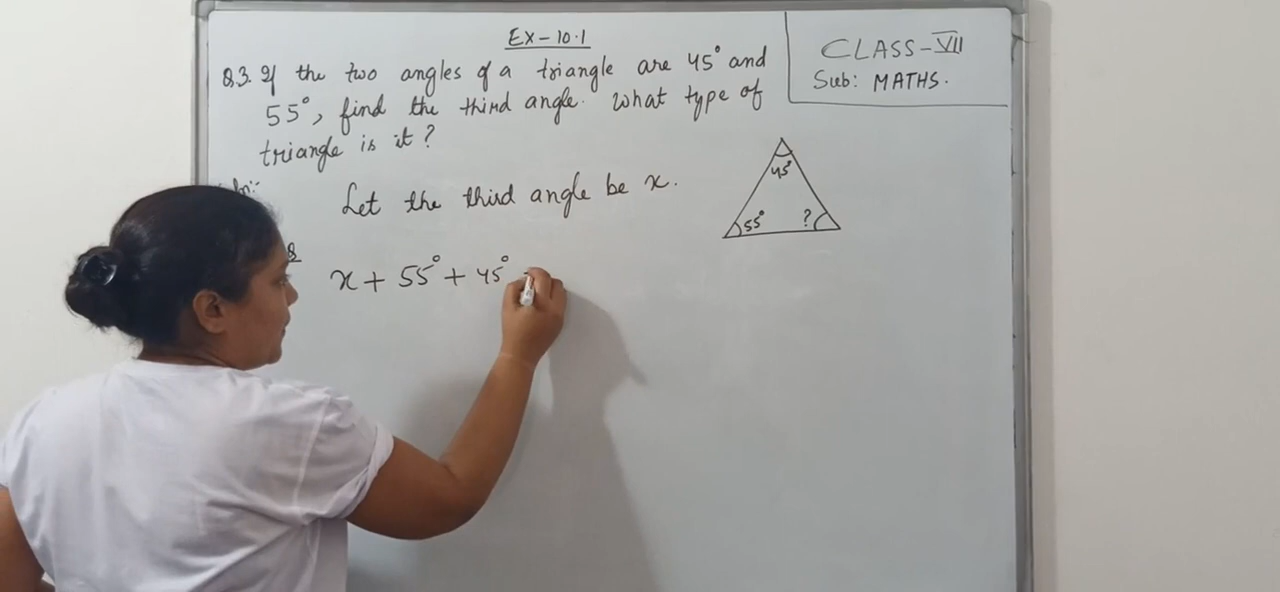 EX-10.1
CLASS-VII
Sub: MATHS.
Q.3. If the two angles of a triangle are 45° and
55°, find the third angle. What type of
triangle is it?
Let the third angle be x.
45°
55° ?
x + 55° + 45°